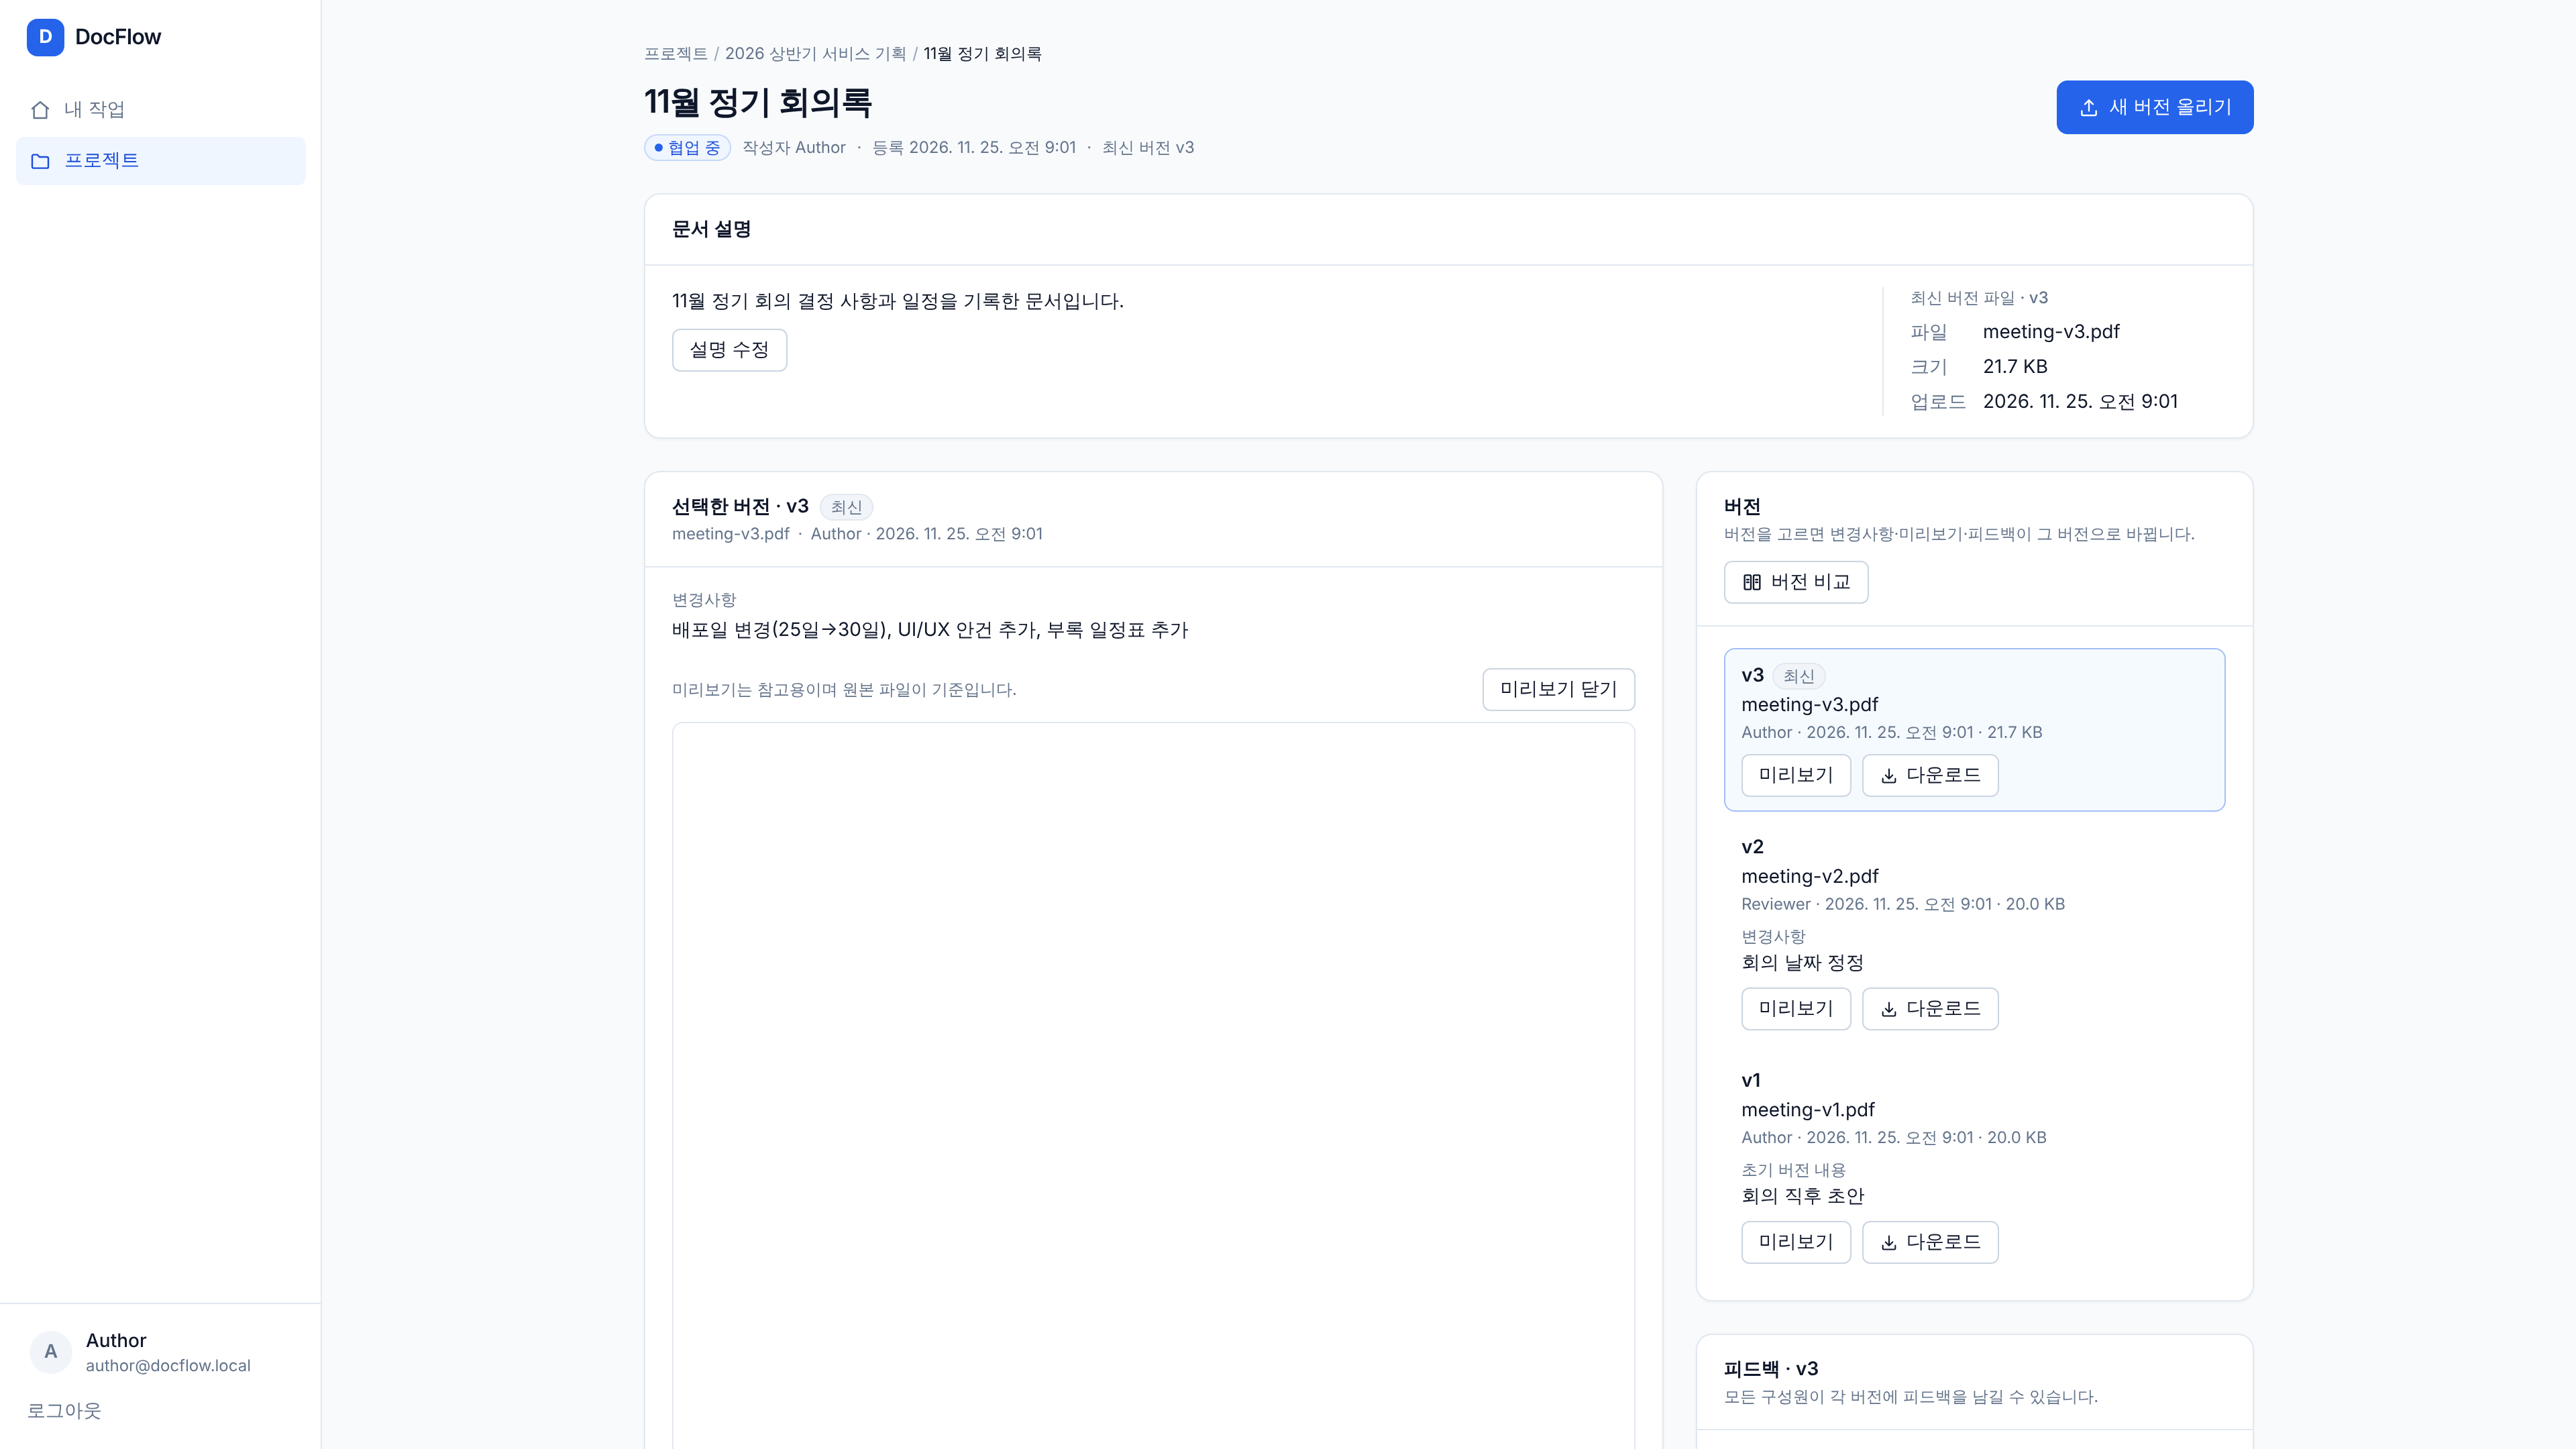 D DocFlow
내 작업
프로젝트
프로젝트 / 2026 상반기 서비스 기획 / 11월 정기 회의록
11월 정기 회의록
새 버전 올리기
협업 중 작성자 Author · 등록 2026. 11. 25. 오전 9:01 · 최신 버전 v3
문서 설명
11월 정기 회의 결정 사항과 일정을 기록한 문서입니다.
설명 수정
최신 버전 파일 · v3
파일 meeting-v3.pdf
크기 21.7 KB
업로드 2026. 11. 25. 오전 9:01
선택한 버전 · v3 최신
meeting-v3.pdf · Author · 2026. 11. 25. 오전 9:01
변경사항
배포일 변경(25일→30일), UI/UX 안건 추가, 부록 일정표 추가
미리보기는 참고용이며 원본 파일이 기준입니다.
미리보기 닫기
버전
버전을 고르면 변경사항·미리보기·피드백이 그 버전으로 바뀝니다.
버전 비교
v3 최신
meeting-v3.pdf
Author · 2026. 11. 25. 오전 9:01 · 21.7 KB
미리보기 다운로드
v2
meeting-v2.pdf
Reviewer · 2026. 11. 25. 오전 9:01 · 20.0 KB
변경사항
회의 날짜 정정
미리보기 다운로드
v1
meeting-v1.pdf
Author · 2026. 11. 25. 오전 9:01 · 20.0 KB
초기 버전 내용
회의 직후 초안
미리보기 다운로드
피드백 · v3
모든 구성원이 각 버전에 피드백을 남길 수 있습니다.
A Author
author@docflow.local
로그아웃